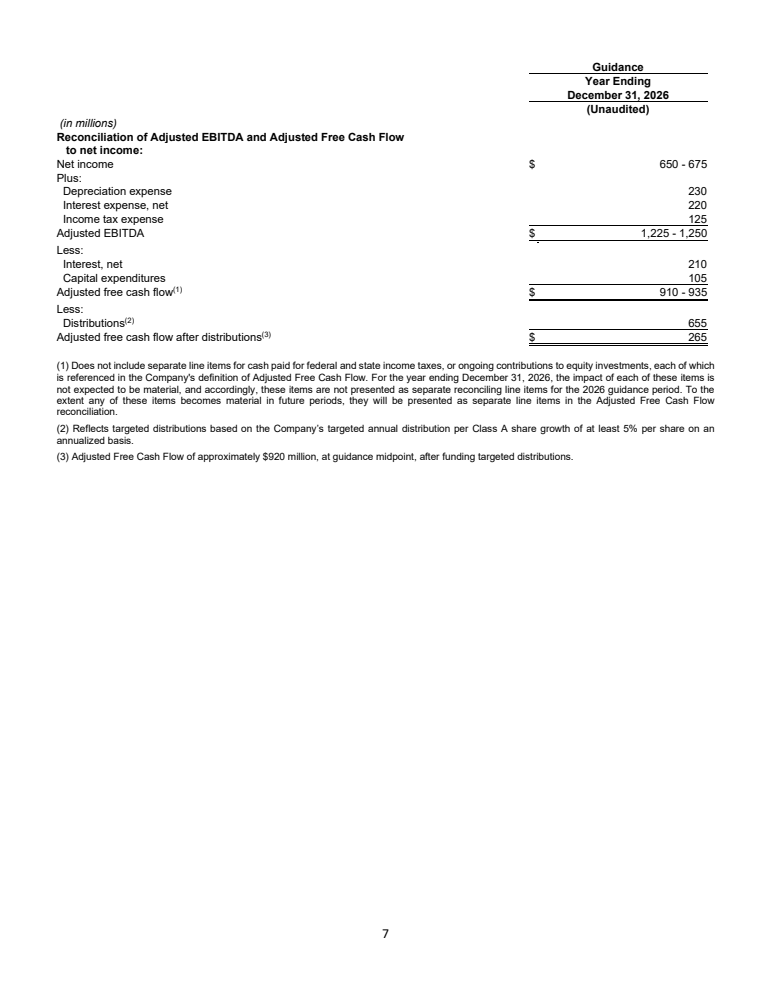 Guidance
Year Ending
December 31, 2026
(Unaudited)
(in millions)
Reconciliation of Adjusted EBITDA and Adjusted Free Cash Flow
to net income:
Net income $ 650 - 675
Plus:
Depreciation expense 230
Interest expense, net 220
Income tax expense 125
Adjusted EBITDA $ 1,225 - 1,250
Less:
Interest, net 210
Capital expenditures 105
Adjusted free cash flow(1) $ 910 - 935
Less:
Distributions(2) 655
Adjusted free cash flow after distributions(3) $ 265
(1) Does not include separate line items for cash paid for federal and state income taxes, or ongoing contributions to equity investments, each of which
is referenced in the Company's definition of Adjusted Free Cash Flow. For the year ending December 31, 2026, the impact of each of these items is
not expected to be material, and accordingly, these items are not presented as separate reconciling line items for the 2026 guidance period. To the
extent any of these items becomes material in future periods, they will be presented as separate line items in the Adjusted Free Cash Flow
reconciliation.
(2) Reflects targeted distributions based on the Company’s targeted annual distribution per Class A share growth of at least 5% per share on an
annualized basis.
(3) Adjusted Free Cash Flow of approximately $920 million, at guidance midpoint, after funding targeted distributions.
7